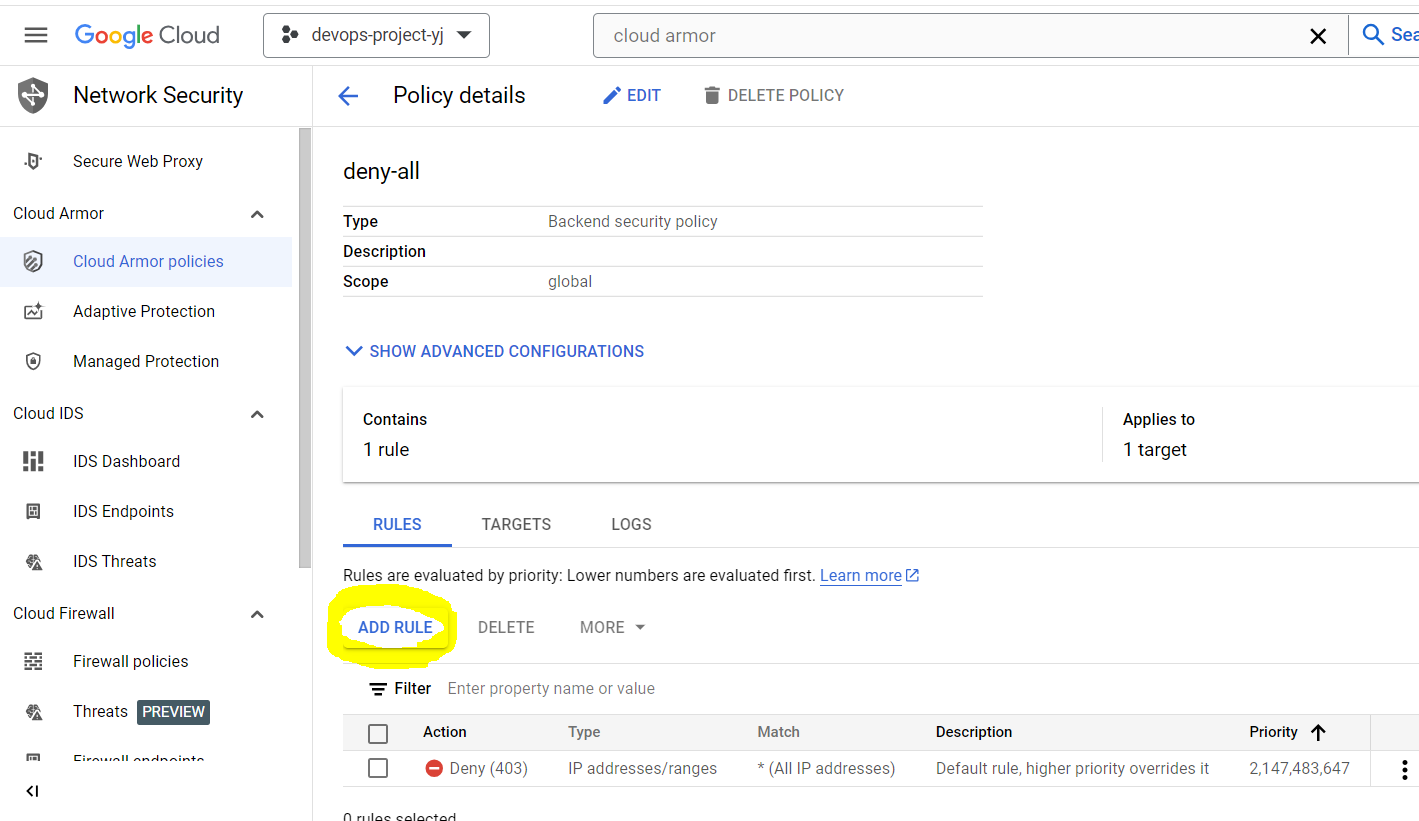 Google Cloud
devops-project-yj
cloud armor
Sea
Network Security
Policy details
EDIT
DELETE POLICY
Secure Web Proxy
Cloud Armor
Cloud Armor policies
Adaptive Protection
Managed Protection
Cloud IDS
IDS Dashboard
IDS Endpoints
IDS Threats
Cloud Firewall
Firewall policies
Threats PREVIEW
Firewall endpoints
deny-all
Type Backend security policy
Description
Scope global
SHOW ADVANCED CONFIGURATIONS
Contains
1 rule
Applies to
1 target
RULES TARGETS LOGS
Rules are evaluated by priority: Lower numbers are evaluated first. Learn more
ADD RULE DELETE MORE
Filter Enter property name or value
Action Type Match Description Priority
Deny (403) IP addresses/ranges * (All IP addresses) Default rule, higher priority overrides it 2,147,483,647
0 rules selected